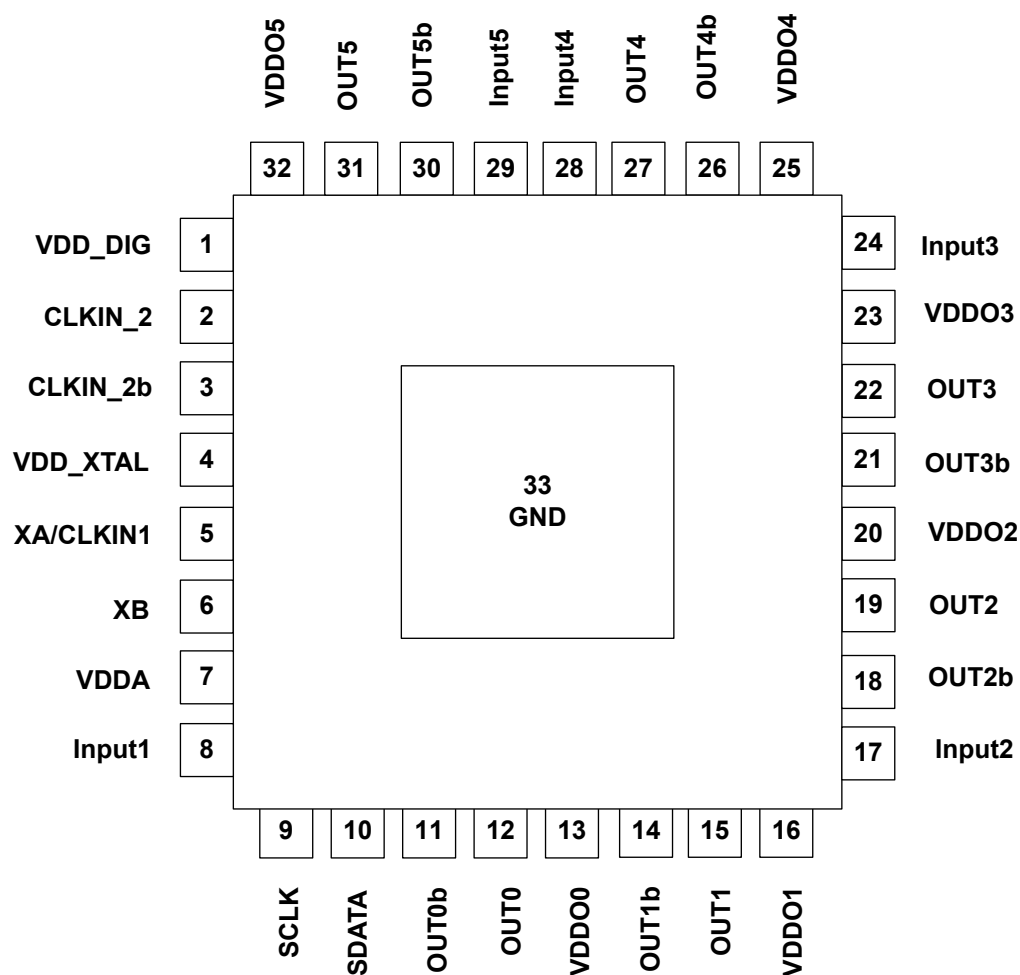 VDDO5
OUT5
OUT5b
Input5
Input4
OUT4
OUT4b
VDDO4
32
31
30
29
28
27
26
25
VDD_DIG
1
24
Input3
CLKIN_2
2
23
VDDO3
CLKIN_2b
3
22
OUT3
VDD_XTAL
4
21
OUT3b
33
GND
XA/CLKIN1
5
20
VDDO2
XB
6
19
OUT2
VDDA
7
18
OUT2b
Input1
8
17
Input2
9
10
11
12
13
14
15
16
SCLK
SDATA
OUT0b
OUT0
VDDO0
OUT1b
OUT1
VDDO1